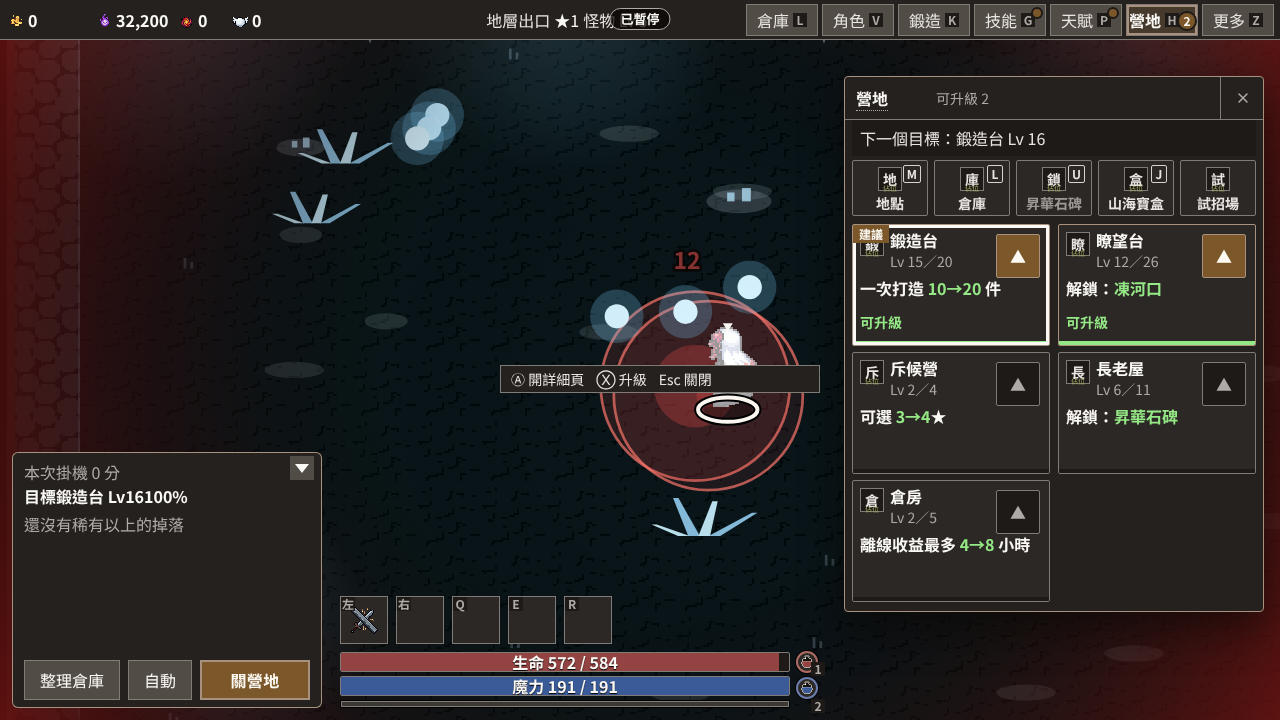 0
32,200
0
0
地層出口 ★1 怪物
已暫停
倉庫 L
角色 V
鍛造 K
技能 G
天賦 P
營地 H 2
更多 Z
營地
可升級 2
×
下一個目標：鍛造台 Lv 16
地 M
地點
庫 L
倉庫
鎖 U
昇華石碑
盒 J
山海寶盒
試
試招場
建議
鍛造台
Lv 15／20
▲
一次打造 10→20 件
可升級
瞭
瞭望台
Lv 12／26
▲
解鎖：凍河口
可升級
斥
斥候營
Lv 2／4
▲
可選 3→4★
長
長老屋
Lv 6／11
▲
解鎖：昇華石碑
倉
倉房
Lv 2／5
▲
離線收益最多 4→8 小時
12
Ⓐ 開詳細頁 Ⓧ 升級 Esc 關閉
本次掛機 0 分
▼
目標鍛造台 Lv16100%
還沒有稀有以上的掉落
整理倉庫
自動
關營地
左
右
Q
E
R
生命 572 / 584
1
魔力 191 / 191
2